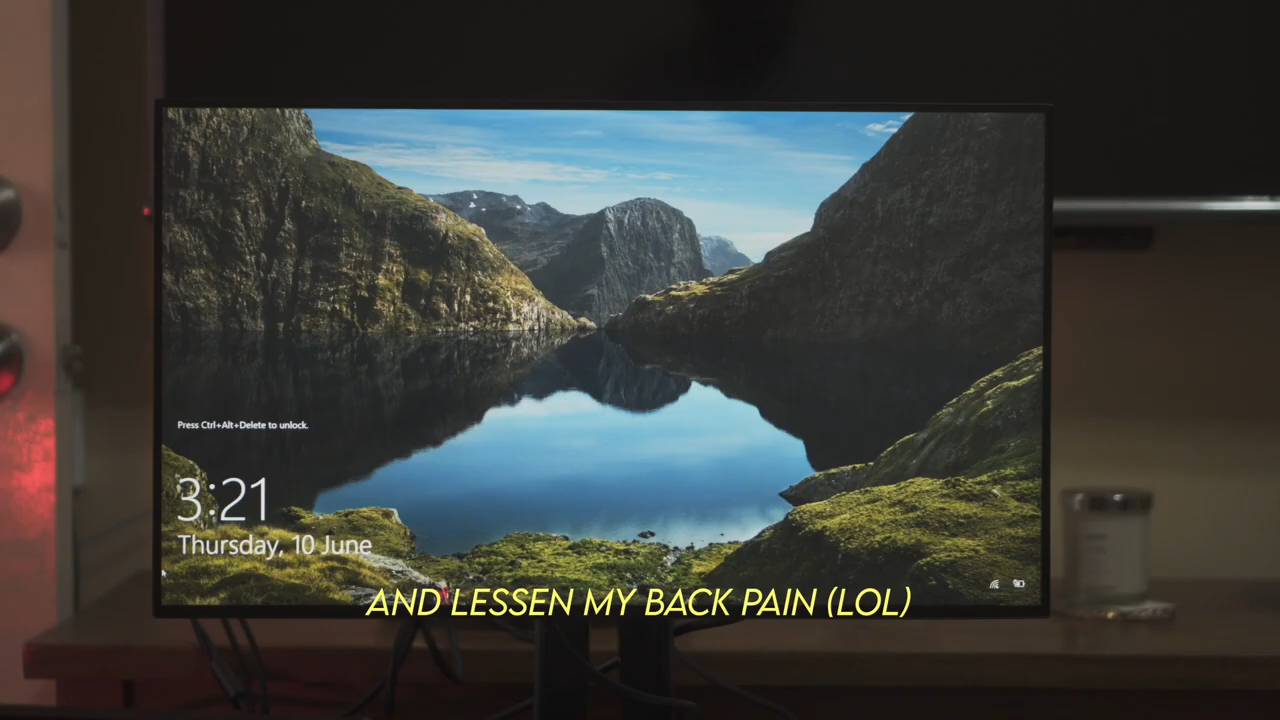 Press Ctrl+Alt+Delete to unlock.
3:21
Thursday, 10 June
AND LESSEN MY BACK PAIN (LOL)